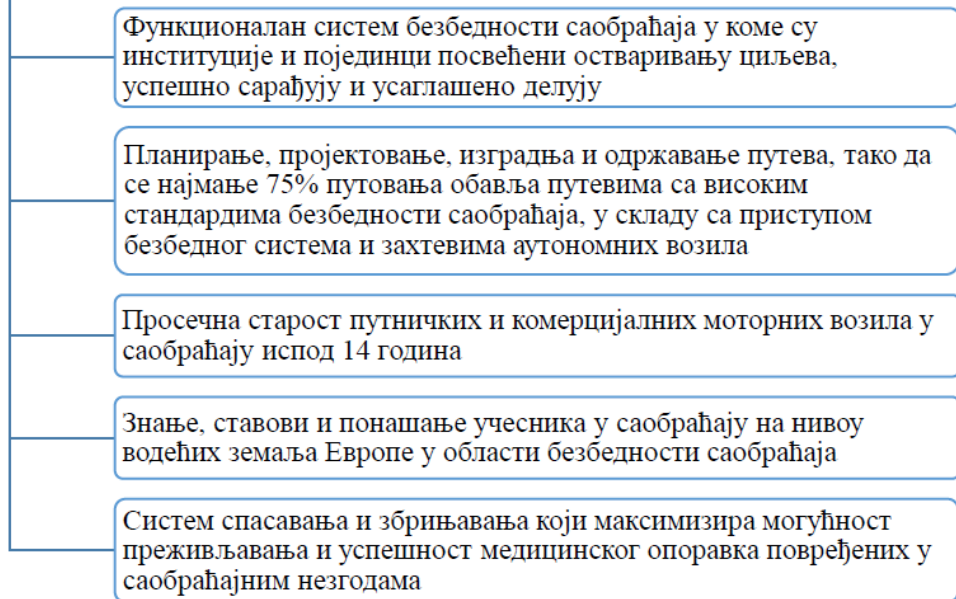 Функционалан систем безбедности саобраћаја у коме су
институције и појединци посвећени остваривању циљева,
успешно сарађују и усаглашено делују
Планирање, пројектовање, изградња и одржавање путева, тако да
се најмање 75% путовања обавља путевима са високим
стандардима безбедности саобраћаја, у складу са приступом
безбедног система и захтевима аутономних возила
Просечна старост путничких и комерцијалних моторних возила у
саобраћају испод 14 година
Знање, ставови и понашање учесника у саобраћају на нивоу
водећих земаља Европе у области безбедности саобраћаја
Систем спасавања и збрињавања који максимизира могућност
преживљавања и успешност медицинског опоравка повређених у
саобраћајним незгодама